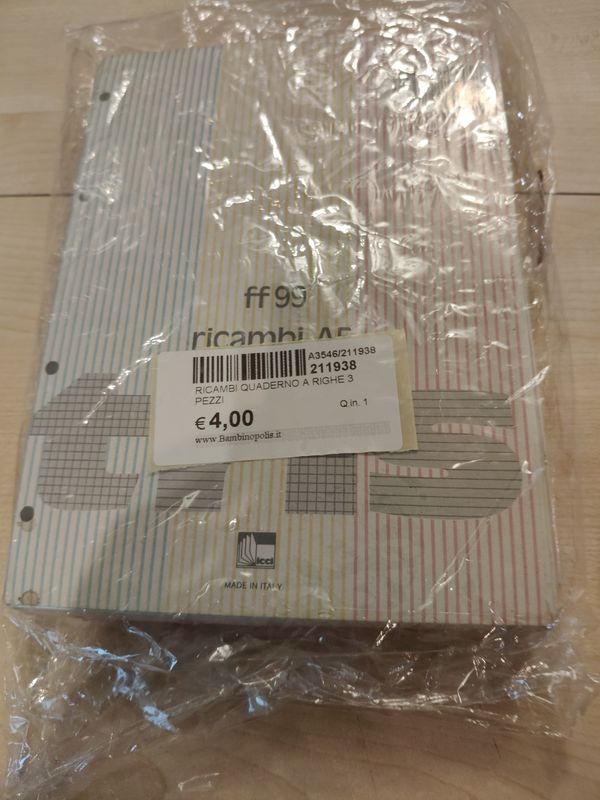 ff 99
ricambi A5
A3546/211938
211938
RICAMBI QUADERNO A RIGHE 3
PEZZI
Q.in. 1
€ 4,00
www.Bambinopolis.it
icci
MADE IN ITALY